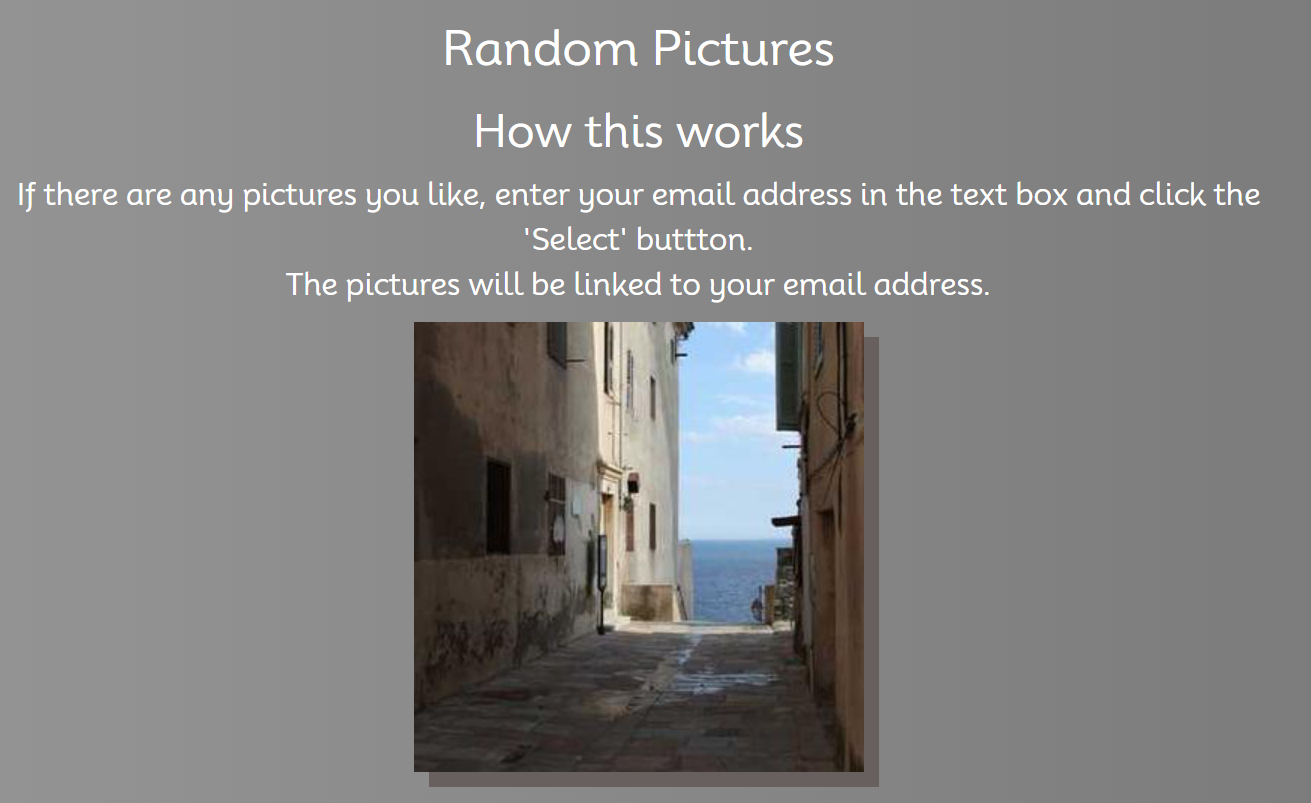 Random Pictures
How this works
If there are any pictures you like, enter your email address in the text box and click the
'Select' buttton.
The pictures will be linked to your email address.